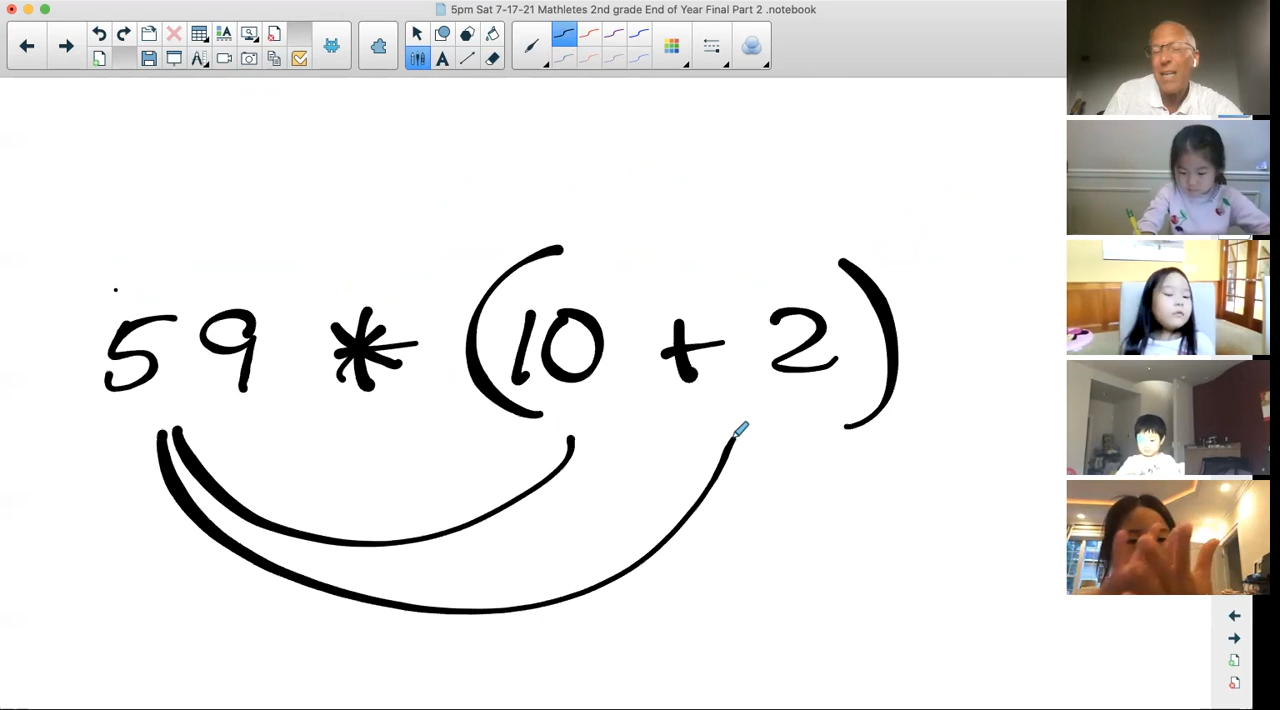 5pm Sat 7-17-21 Mathletes 2nd grade End of Year Final Part 2 .notebook
59 * (10 + 2)